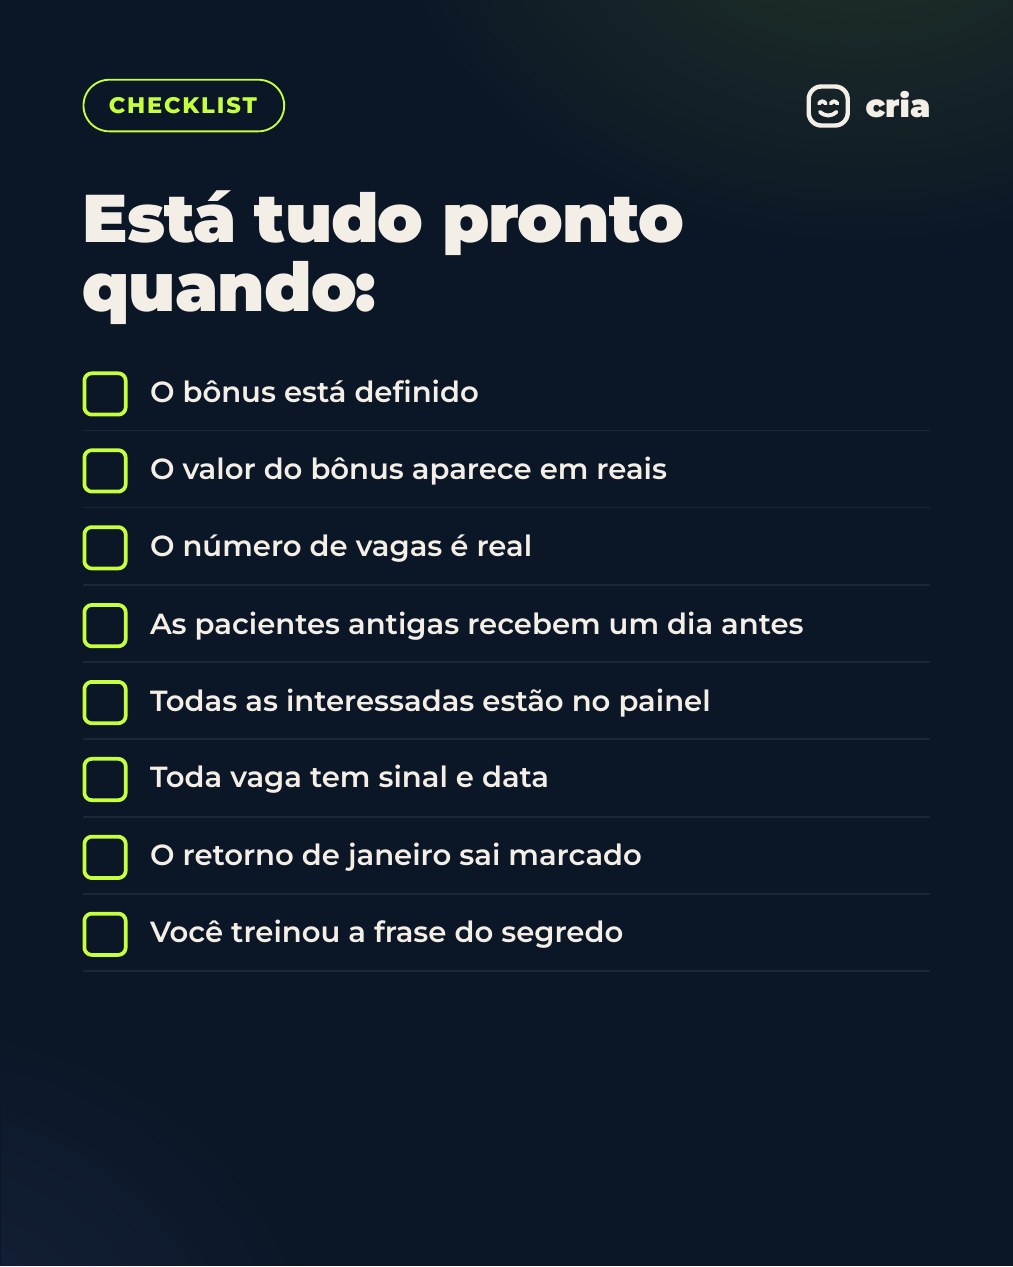 CHECKLIST
cria
Está tudo pronto
quando:
O bônus está definido
O valor do bônus aparece em reais
O número de vagas é real
As pacientes antigas recebem um dia antes
Todas as interessadas estão no painel
Toda vaga tem sinal e data
O retorno de janeiro sai marcado
Você treinou a frase do segredo